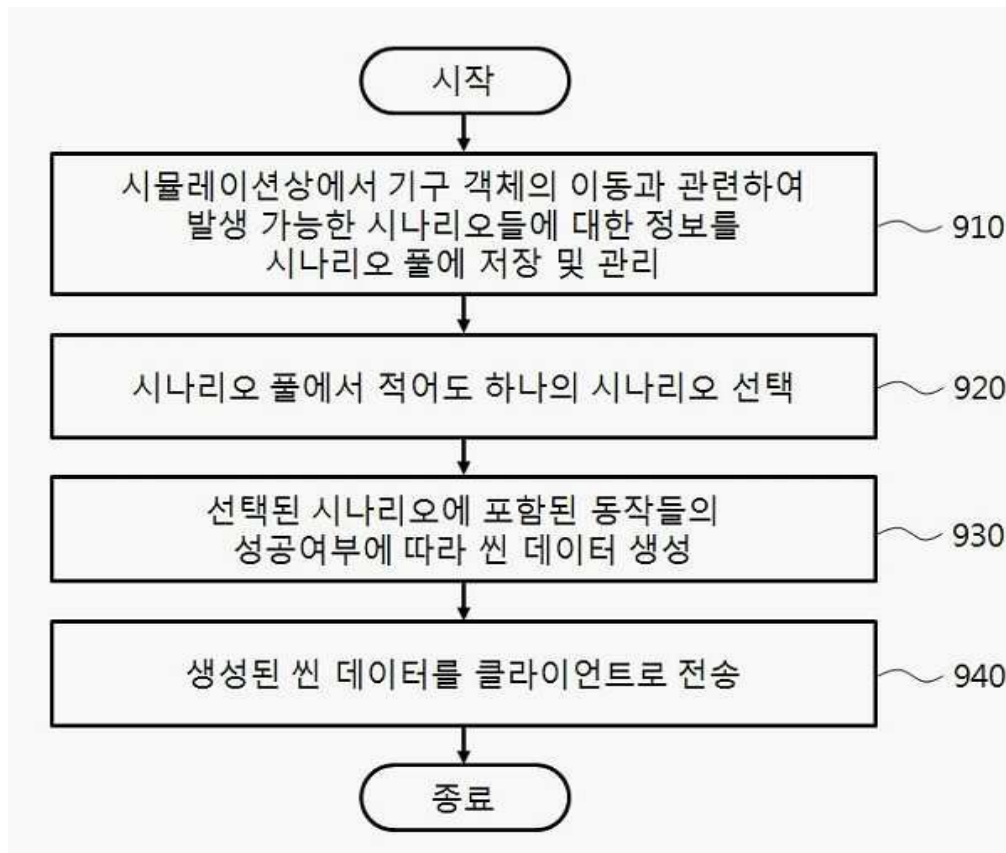 시작
시뮬레이션상에서 기구 객체의 이동과 관련하여
발생 가능한 시나리오들에 대한 정보를
시나리오 풀에 저장 및 관리
910
시나리오 풀에서 적어도 하나의 시나리오 선택
920
선택된 시나리오에 포함된 동작들의
성공여부에 따라 씬 데이터 생성
930
생성된 씬 데이터를 클라이언트로 전송
940
종료